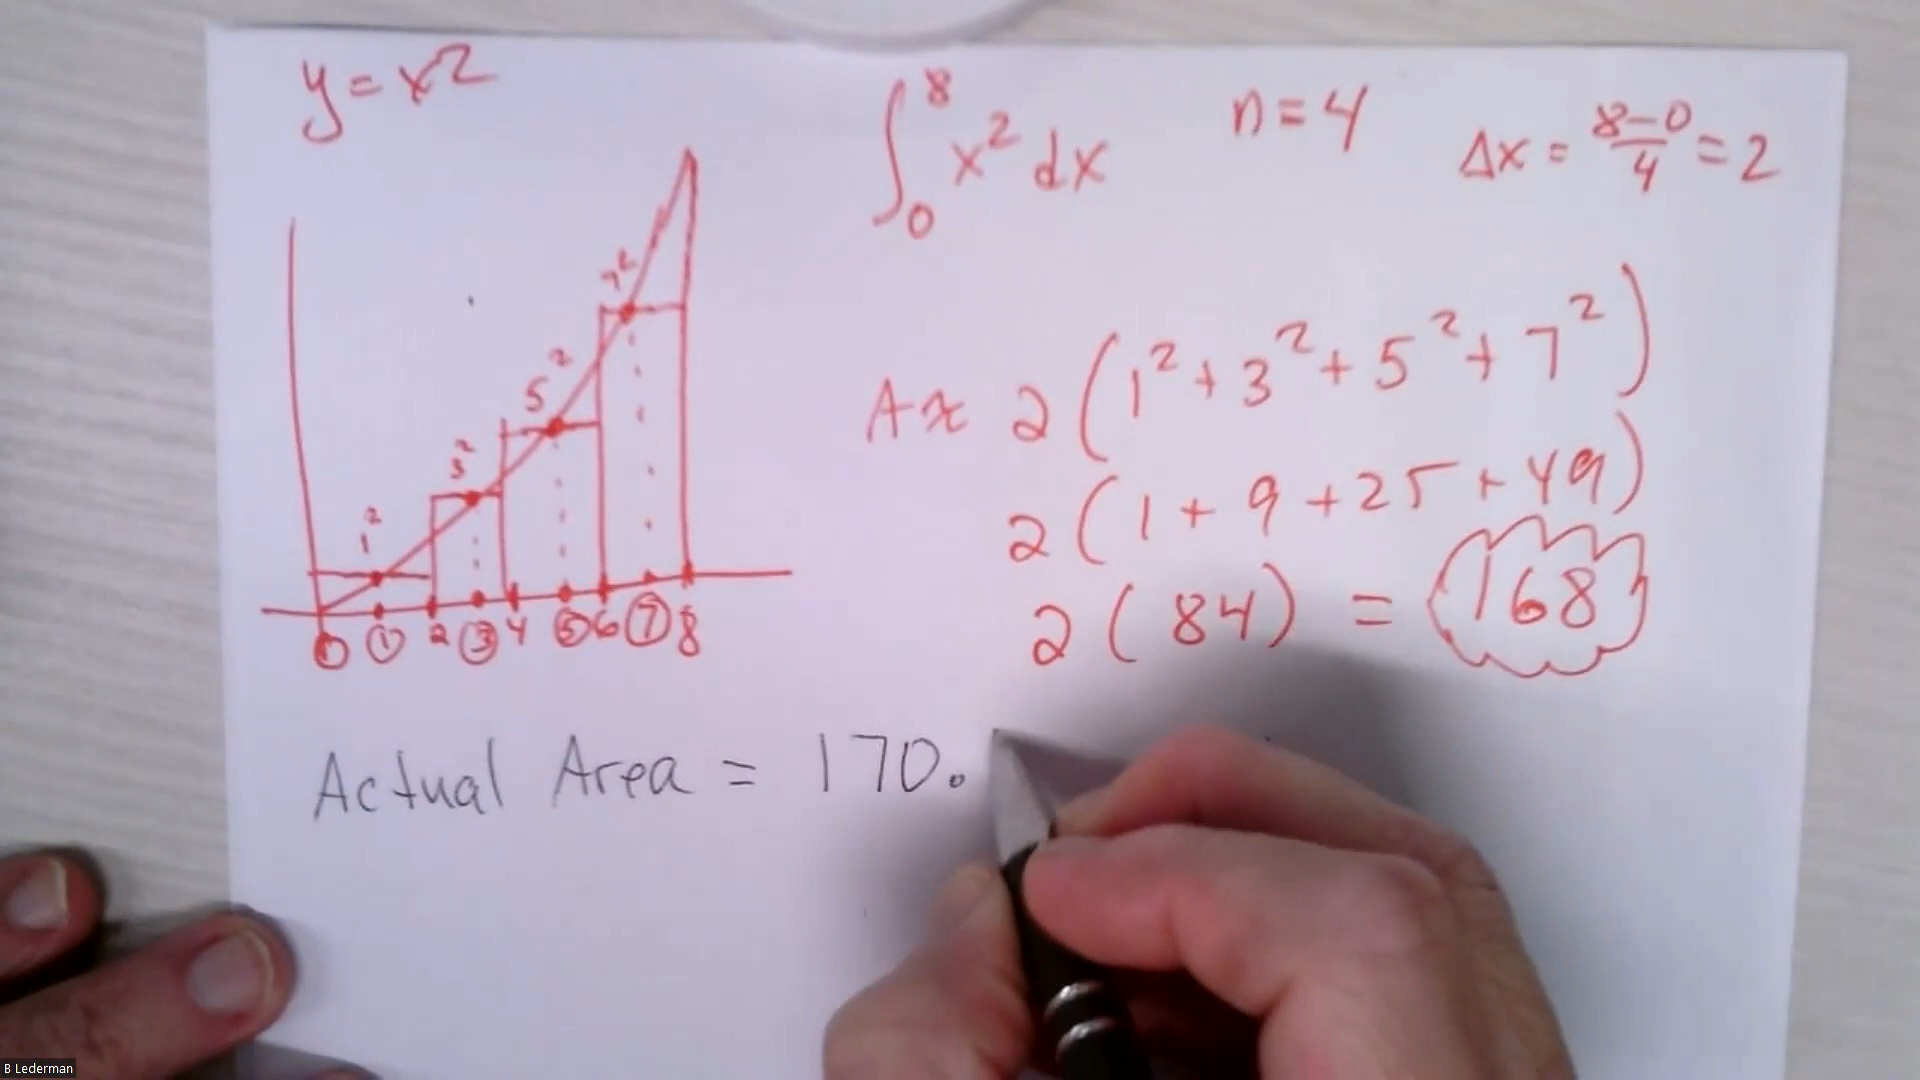 y = x²
∫₀⁸ x² dx
n = 4
Δx = 8-0/4 = 2
7²
5²
3²
1²
0 1 2 3 4 5 6 7 8
A ≈ 2(1² + 3² + 5² + 7²)
2(1 + 9 + 25 + 49)
2(84) = 168
Actual Area = 170.
B Lederman